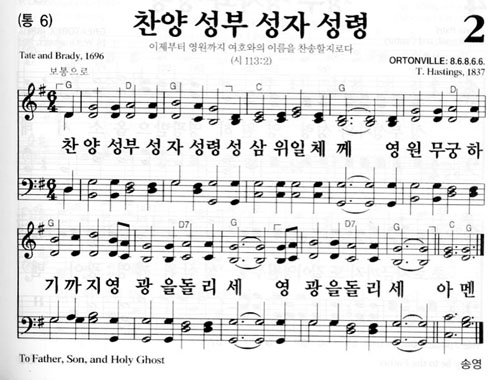 (통 6)
찬양 성부 성자 성령
2
이제부터 영원까지 여호와의 이름을 찬송할지로다
(시 113:2)
Tate and Brady, 1696
ORTONVILLE: 8.6.8.6.6.
T. Hastings, 1837
보통으로
G C D G
찬양 성부 성자 성령 성 삼 위일 체 께 영 원 무궁 하
G D7 G D7 G C G
기까지 영 광 을돌리 세 영 광을돌리 세 아 멘
To Father, Son, and Holy Ghost
송영